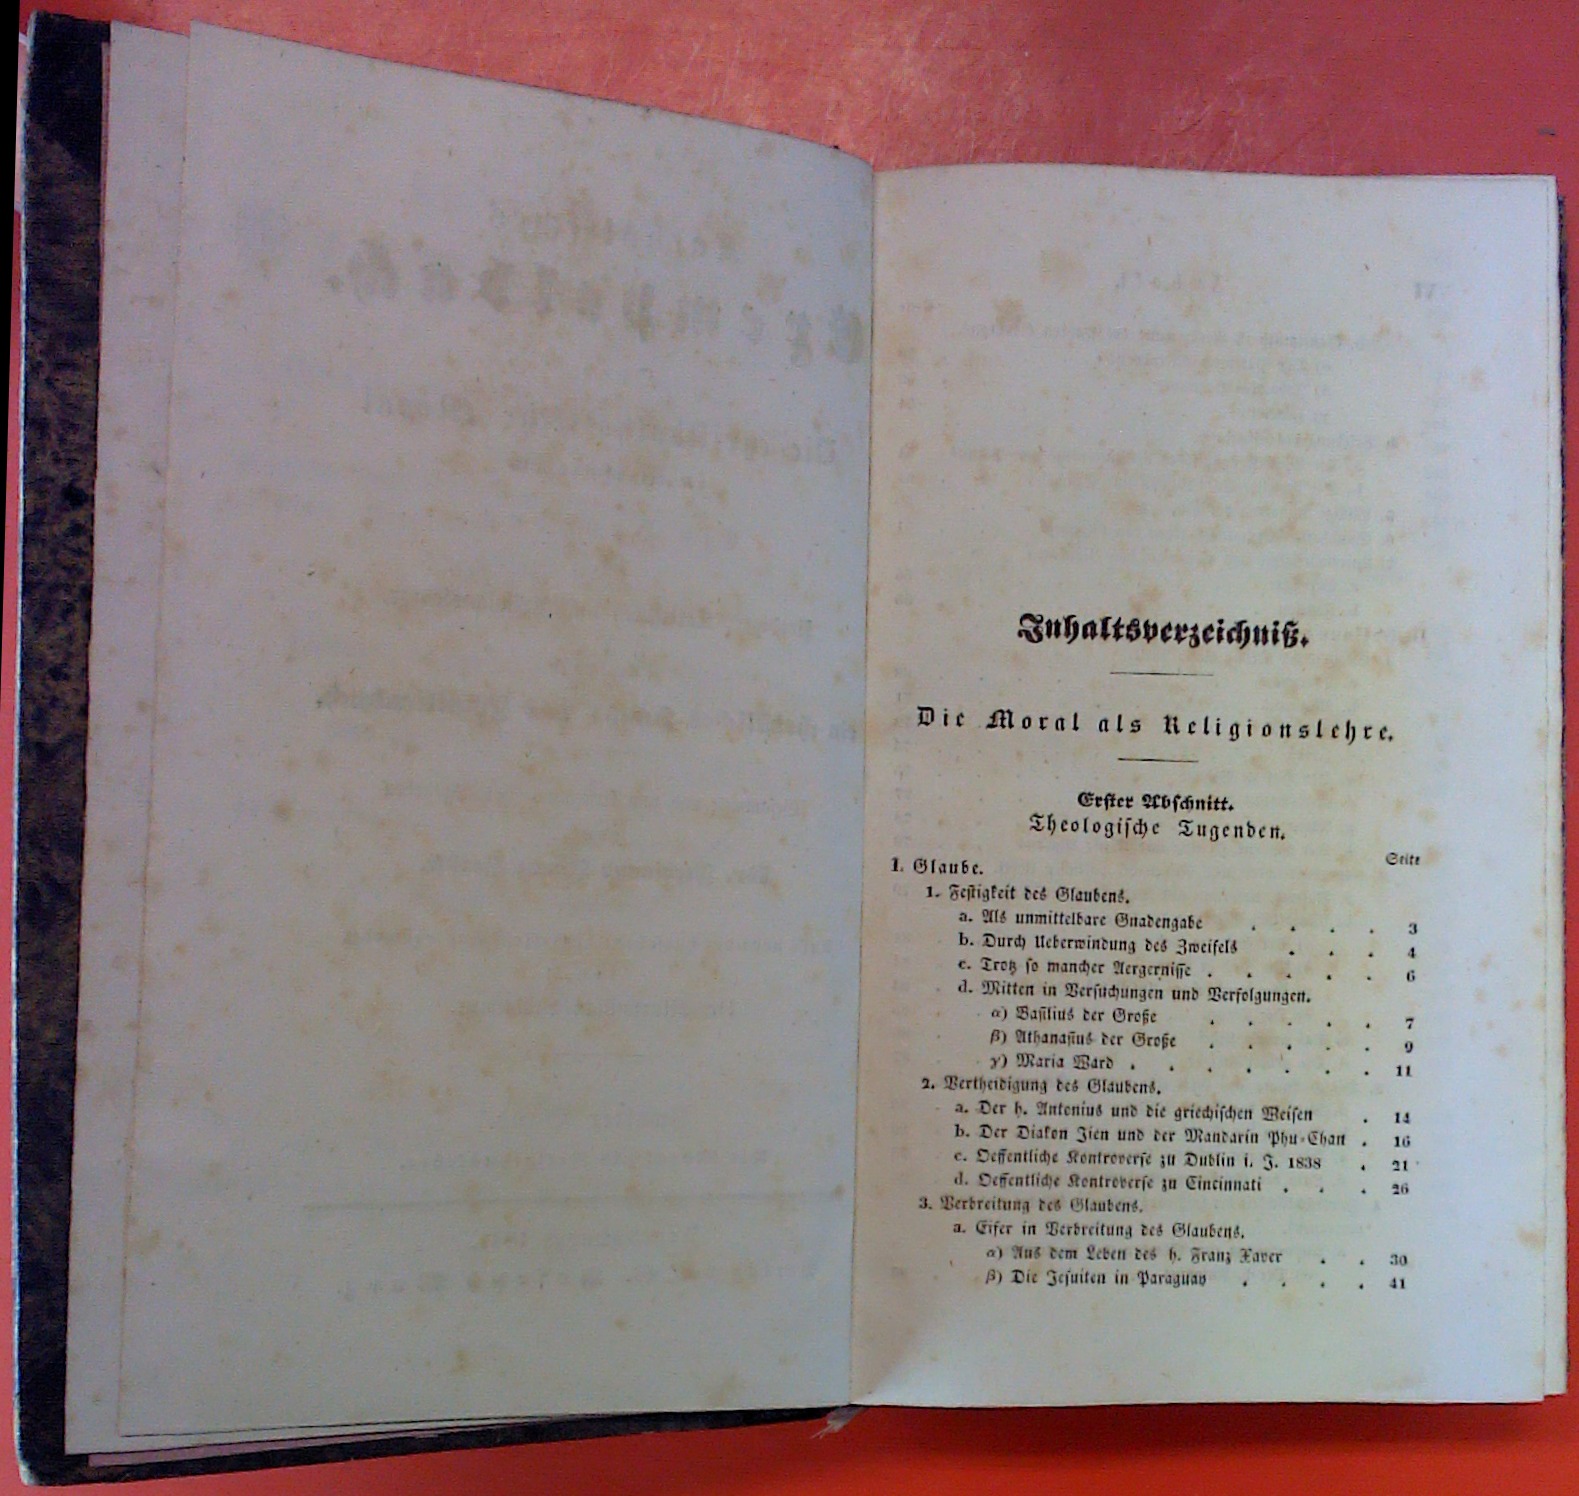 Inhaltsverzeichniß.
Die Moral als Religionslehre.
Erster Abschnitt.
Theologische Tugenden.
Seite
I. Glaube.
1. Festigkeit des Glaubens.
a. Als unmittelbare Gnadengabe . . . . 3
b. Durch Ueberwindung des Zweifels . . . 4
c. Trotz so mancher Aergernisse . . . . . 6
d. Mitten in Versuchungen und Verfolgungen.
α) Basilius der Große . . . . . 7
β) Athanasius der Große . . . . . 9
γ) Maria Ward . . . . . . . 11
2. Vertheidigung des Glaubens.
a. Der h. Antonius und die griechischen Weisen . 14
b. Der Diakon Zien und der Mandarin Phu-Chan . 16
c. Oeffentliche Kontroverse zu Dublin i. J. 1838 . 21
d. Oeffentliche Kontroverse zu Cincinnati . . . 26
3. Verbreitung des Glaubens.
a. Eifer in Verbreitung des Glaubens.
α) Aus dem Leben des h. Franz Xaver . . 30
β) Die Jesuiten in Paraguay . . . . 41